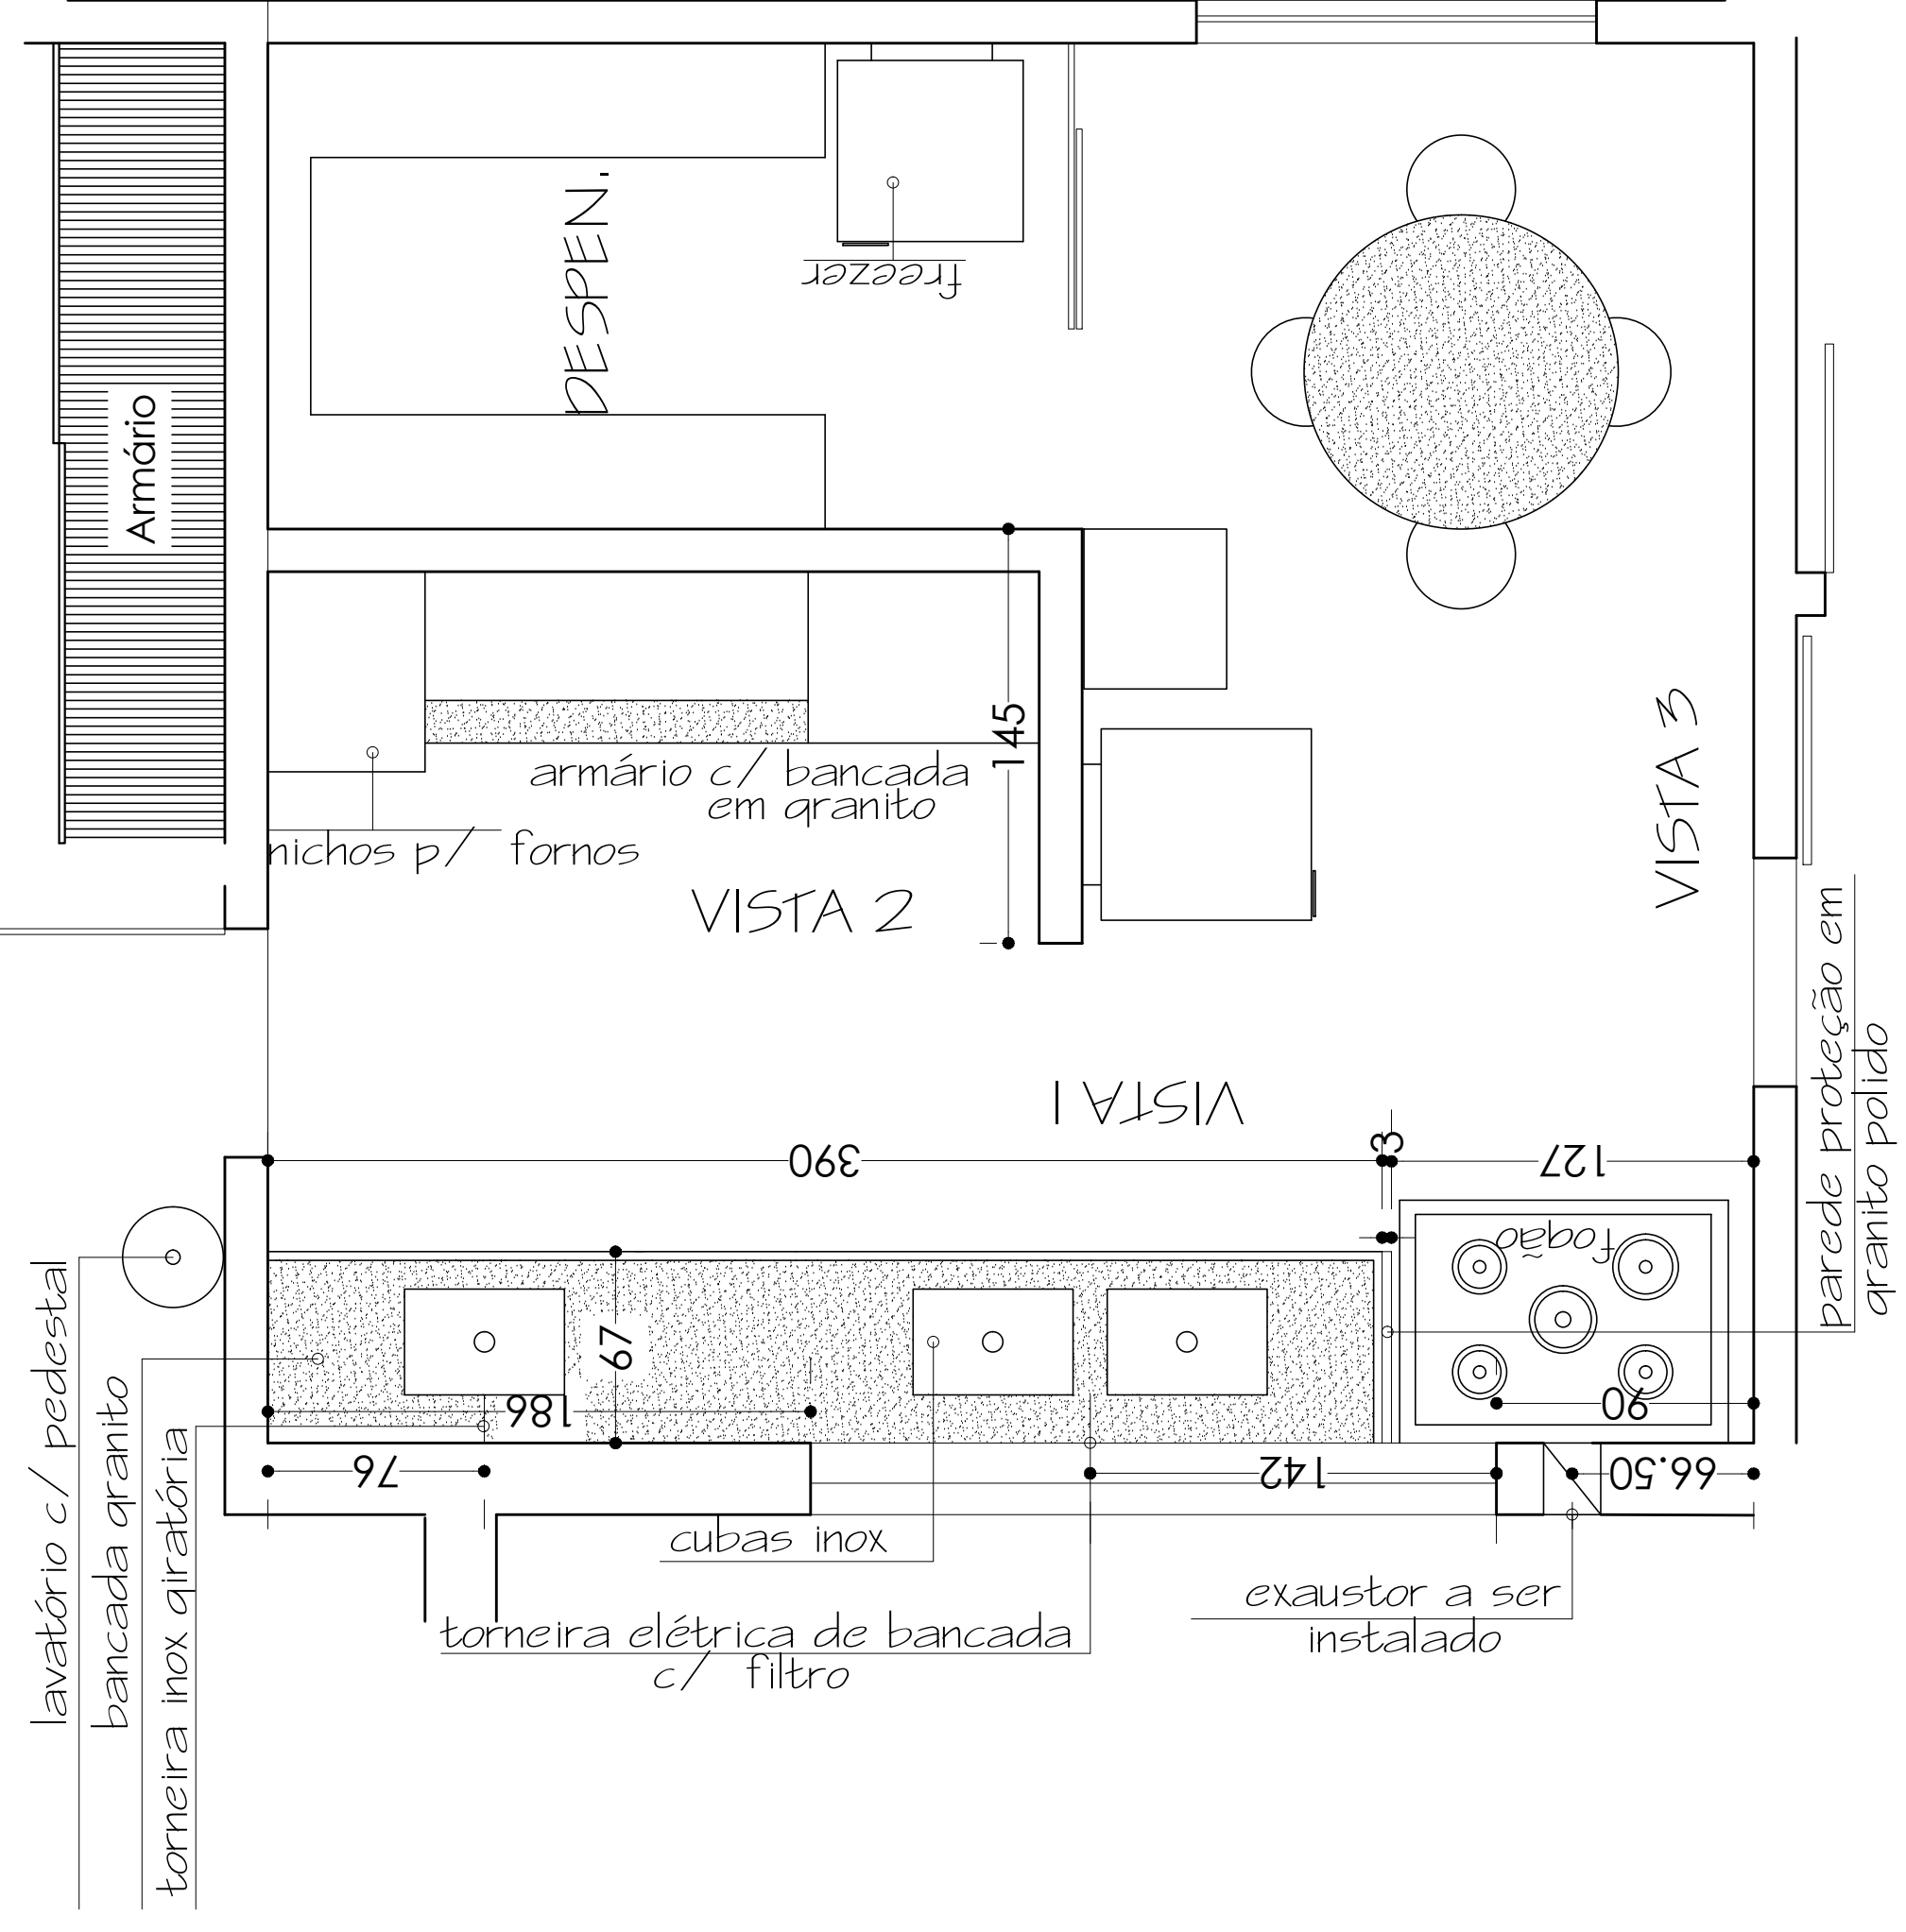 DESPEN.
freezer
Armário
armário c/ bancada
em granito
145
nichos p/ fornos
VISTA 2
VISTA 3
parede proteção em
granito polido
VISTA 1
390
3
127
fogão
67
186
90
76
142
66.50
lavatório c/ pedestal
bancada granito
torneira inox giratória
cubas inox
exaustor a ser
instalado
torneira elétrica de bancada
c/ filtro